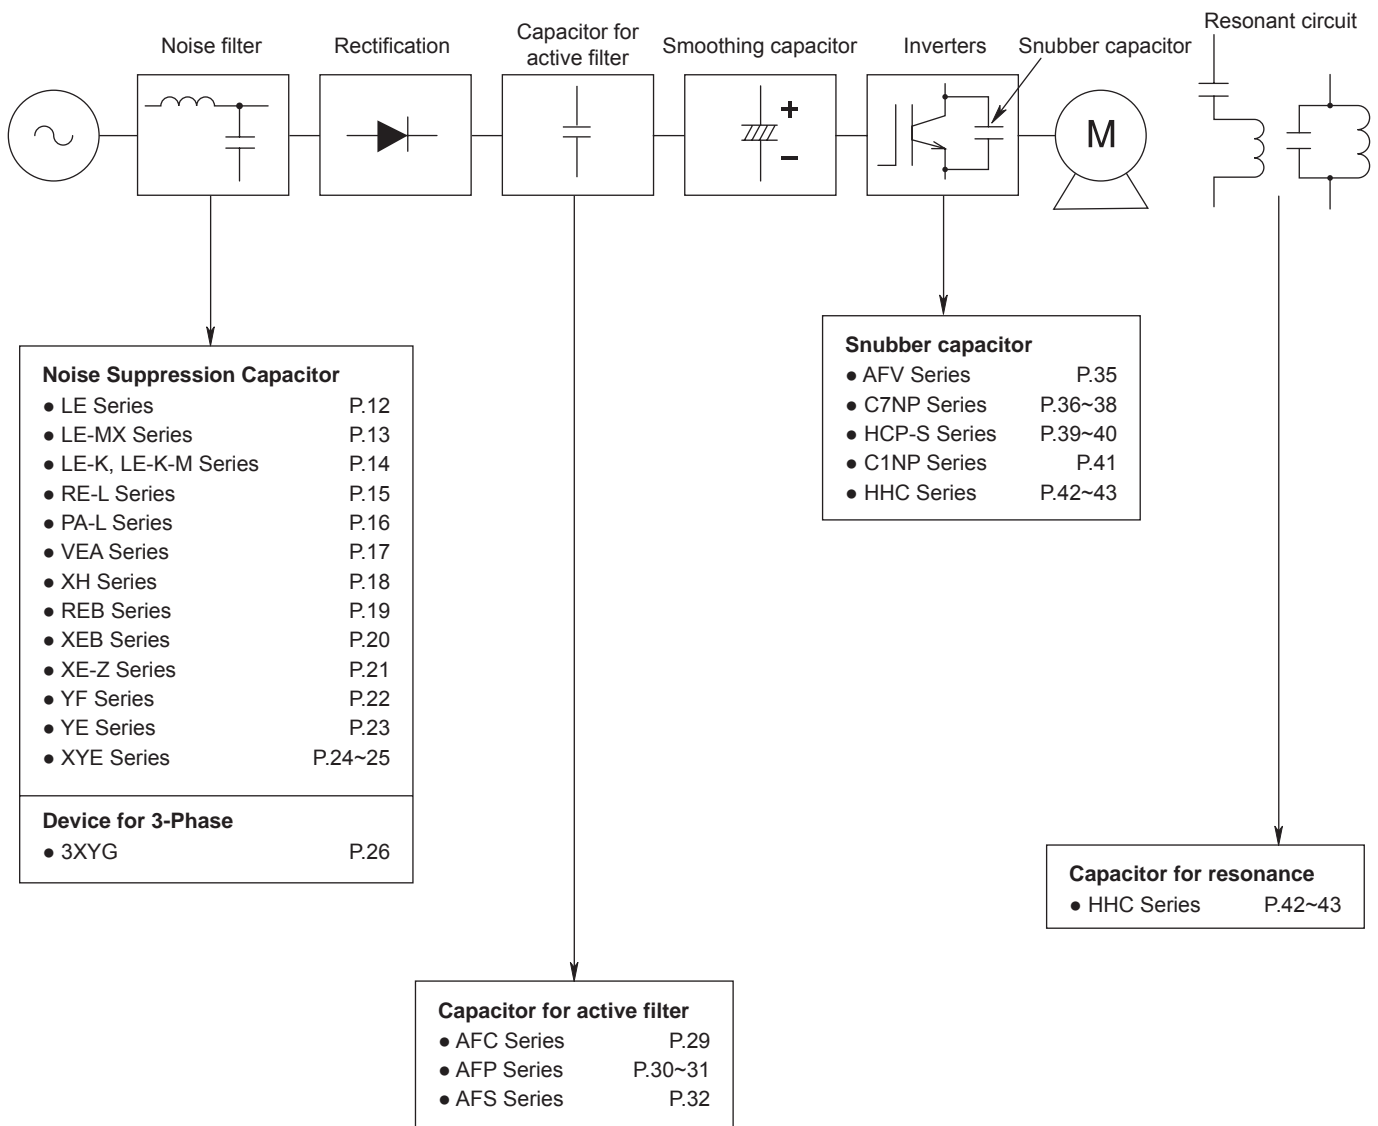 Resonant circuit
Noise filter
Rectification
Capacitor for
active filter
Smoothing capacitor
Inverters
Snubber capacitor
+
−
M
Noise Suppression Capacitor
● LE Series P.12
● LE-MX Series P.13
● LE-K, LE-K-M Series P.14
● RE-L Series P.15
● PA-L Series P.16
● VEA Series P.17
● XH Series P.18
● REB Series P.19
● XEB Series P.20
● XE-Z Series P.21
● YF Series P.22
● YE Series P.23
● XYE Series P.24~25
Device for 3-Phase
● 3XYG P.26
Snubber capacitor
● AFV Series P.35
● C7NP Series P.36~38
● HCP-S Series P.39~40
● C1NP Series P.41
● HHC Series P.42~43
Capacitor for resonance
● HHC Series P.42~43
Capacitor for active filter
● AFC Series P.29
● AFP Series P.30~31
● AFS Series P.32